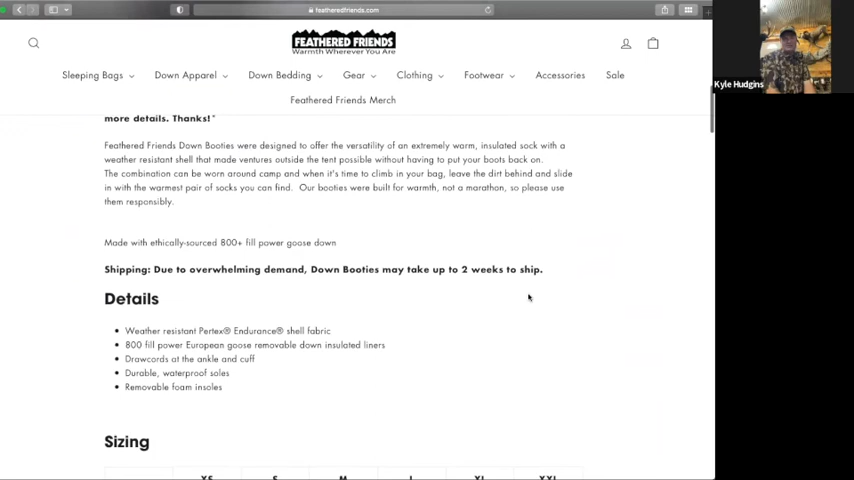 featheredfriends.com
FEATHERED FRIENDS
Warmth Wherever You Are
Sleeping Bags
Down Apparel
Down Bedding
Gear
Clothing
Footwear
Accessories
Sale
Feathered Friends Merch
Kyle Hudgins
more details. Thanks!*
Feathered Friends Down Booties were designed to offer the versatility of an extremely warm, insulated sock with a
weather resistant shell that made ventures outside the tent possible without having to put your boots back on.
The combination can be worn around camp and when it's time to climb in your bag, leave the dirt behind and slide
in with the warmest pair of socks you can find. Our booties were built for warmth, not a marathon, so please use
them responsibly.
Made with ethically-sourced 800+ fill power goose down
Shipping: Due to overwhelming demand, Down Booties may take up to 2 weeks to ship.
Details
Weather resistant Pertex® Endurance® shell fabric
800 fill power European goose removable down insulated liners
Drawcords at the ankle and cuff
Durable, waterproof soles
Removable foam insoles
Sizing
XS S M L XL XXL